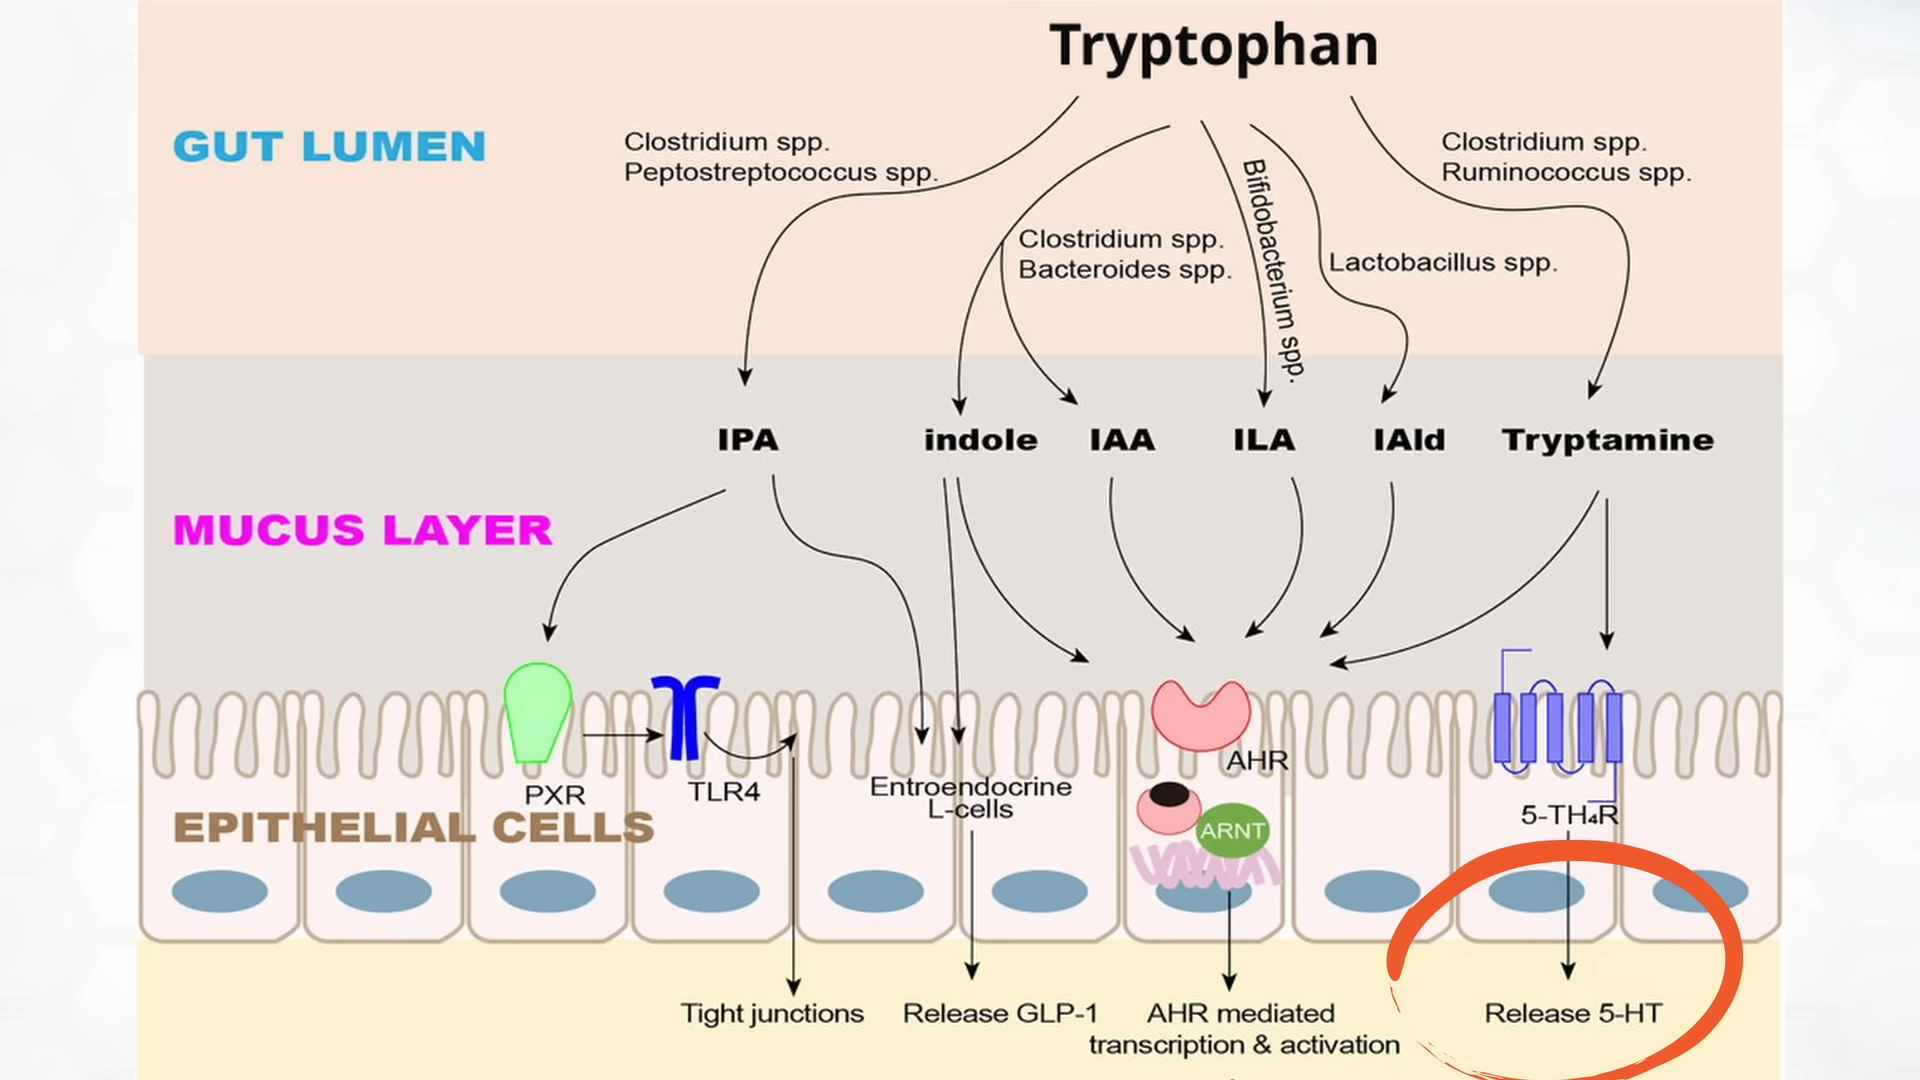 Tryptophan
GUT LUMEN
Clostridium spp.
Peptostreptococcus spp.
Clostridium spp.
Bacteroides spp.
Bifidobacterium spp.
Lactobacillus spp.
Clostridium spp.
Ruminococcus spp.
IPA
indole
IAA
ILA
IAld
Tryptamine
MUCUS LAYER
PXR
TLR4
Entroendocrine
L-cells
AHR
ARNT
5-TH₄R
EPITHELIAL CELLS
Tight junctions
Release GLP-1
AHR mediated
transcription & activation
Release 5-HT